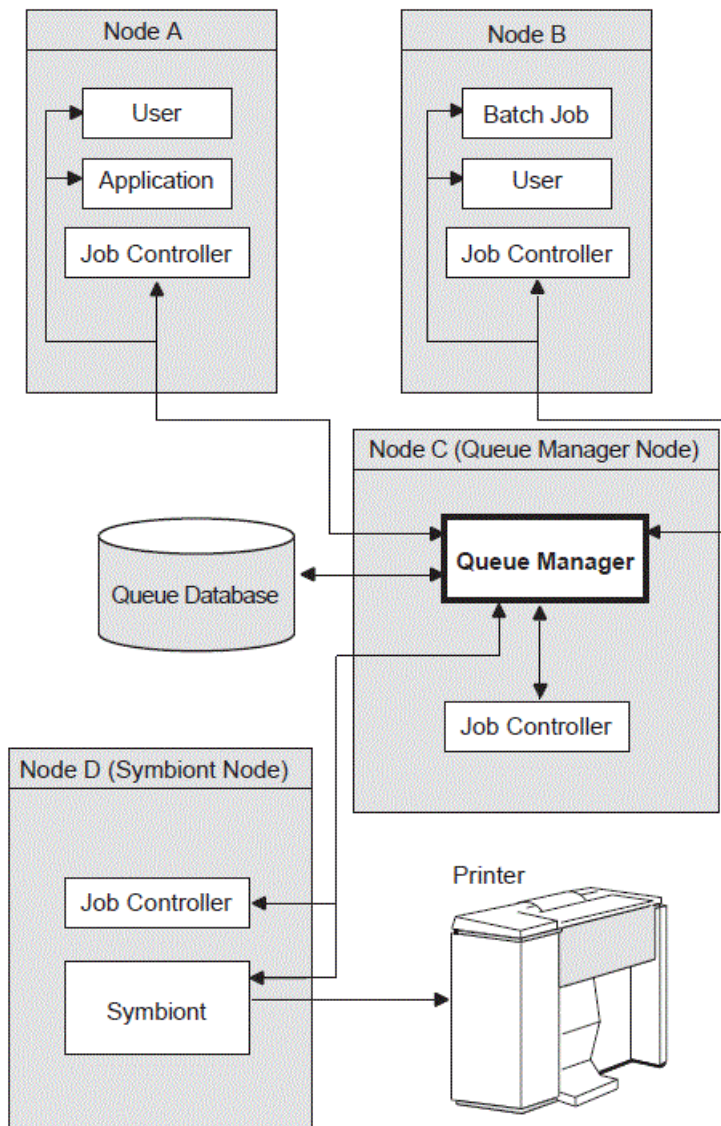 Node A
User
Application
Job Controller
Node B
Batch Job
User
Job Controller
Node C (Queue Manager Node)
Queue Manager
Queue Database
Job Controller
Node D (Symbiont Node)
Job Controller
Symbiont
Printer